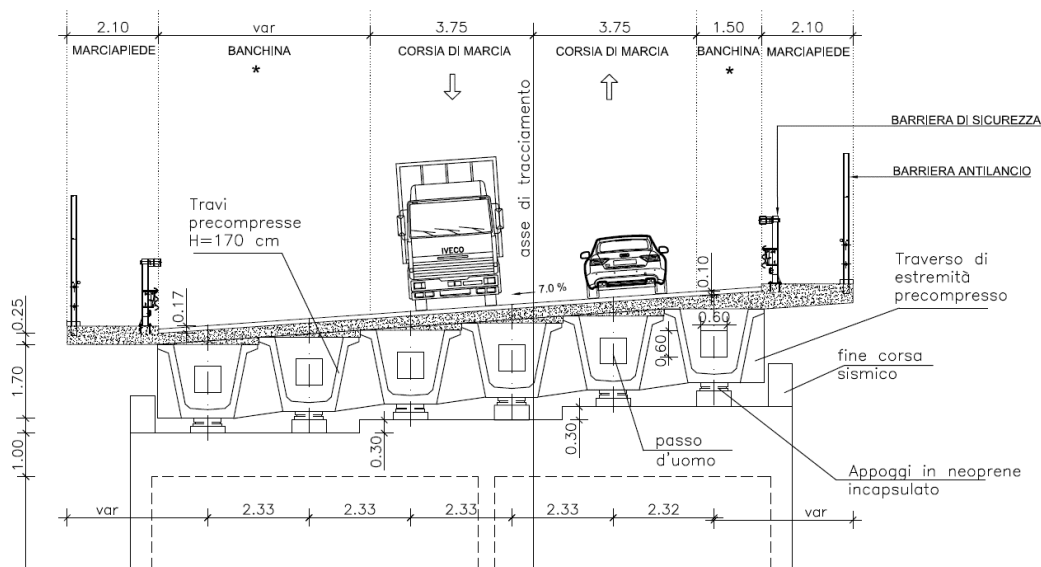 2.10 var 3.75 3.75 1.50 2.10
MARCIAPIEDE BANCHINA CORSIA DI MARCIA CORSIA DI MARCIA BANCHINA MARCIAPIEDE
* *
asse di tracciamento
BARRIERA DI SICUREZZA
BARRIERA ANTILANCIO
Travi
precompresse
H=170 cm
IVECO
7.0 %
0.10
Traverso di
estremità
precompresso
0.25
0.17
0.60
0.60
1.70
fine corsa
sismico
1.00
0.30
0.30
passo
d'uomo
Appoggi in neoprene
incapsulato
var 2.33 2.33 2.33 2.33 2.32 var